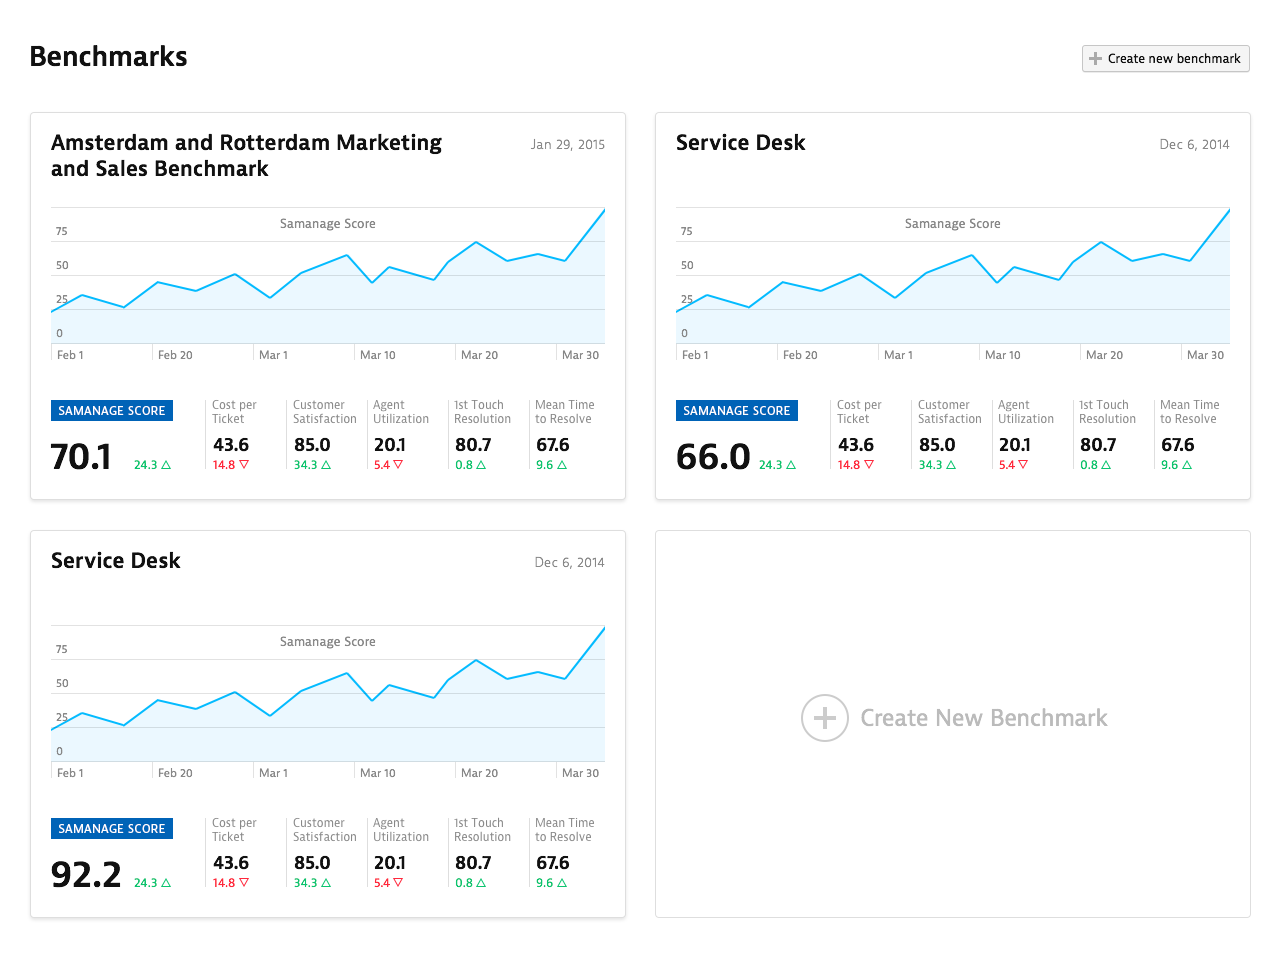 Benchmarks
Create new benchmark
Amsterdam and Rotterdam Marketing
and Sales Benchmark
Jan 29, 2015
Samanage Score
75
50
25
0
Feb 1
Feb 20
Mar 1
Mar 10
Mar 20
Mar 30
SAMANAGE SCORE
70.1
24.3 △
Cost per
Ticket
43.6
14.8 ▽
Customer
Satisfaction
85.0
34.3 △
Agent
Utilization
20.1
5.4 ▽
1st Touch
Resolution
80.7
0.8 △
Mean Time
to Resolve
67.6
9.6 △
Service Desk
Dec 6, 2014
Samanage Score
75
50
25
0
Feb 1
Feb 20
Mar 1
Mar 10
Mar 20
Mar 30
SAMANAGE SCORE
66.0
24.3 △
Cost per
Ticket
43.6
14.8 ▽
Customer
Satisfaction
85.0
34.3 △
Agent
Utilization
20.1
5.4 ▽
1st Touch
Resolution
80.7
0.8 △
Mean Time
to Resolve
67.6
9.6 △
Service Desk
Dec 6, 2014
Samanage Score
75
50
25
0
Feb 1
Feb 20
Mar 1
Mar 10
Mar 20
Mar 30
SAMANAGE SCORE
92.2
24.3 △
Cost per
Ticket
43.6
14.8 ▽
Customer
Satisfaction
85.0
34.3 △
Agent
Utilization
20.1
5.4 ▽
1st Touch
Resolution
80.7
0.8 △
Mean Time
to Resolve
67.6
9.6 △
Create New Benchmark